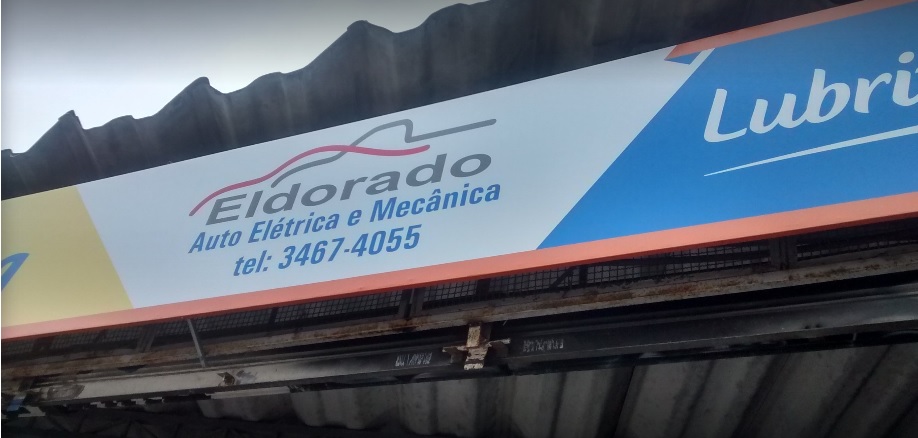 Eldorado
Auto Elétrica e Mecânica
tel: 3467-4055
Lubri